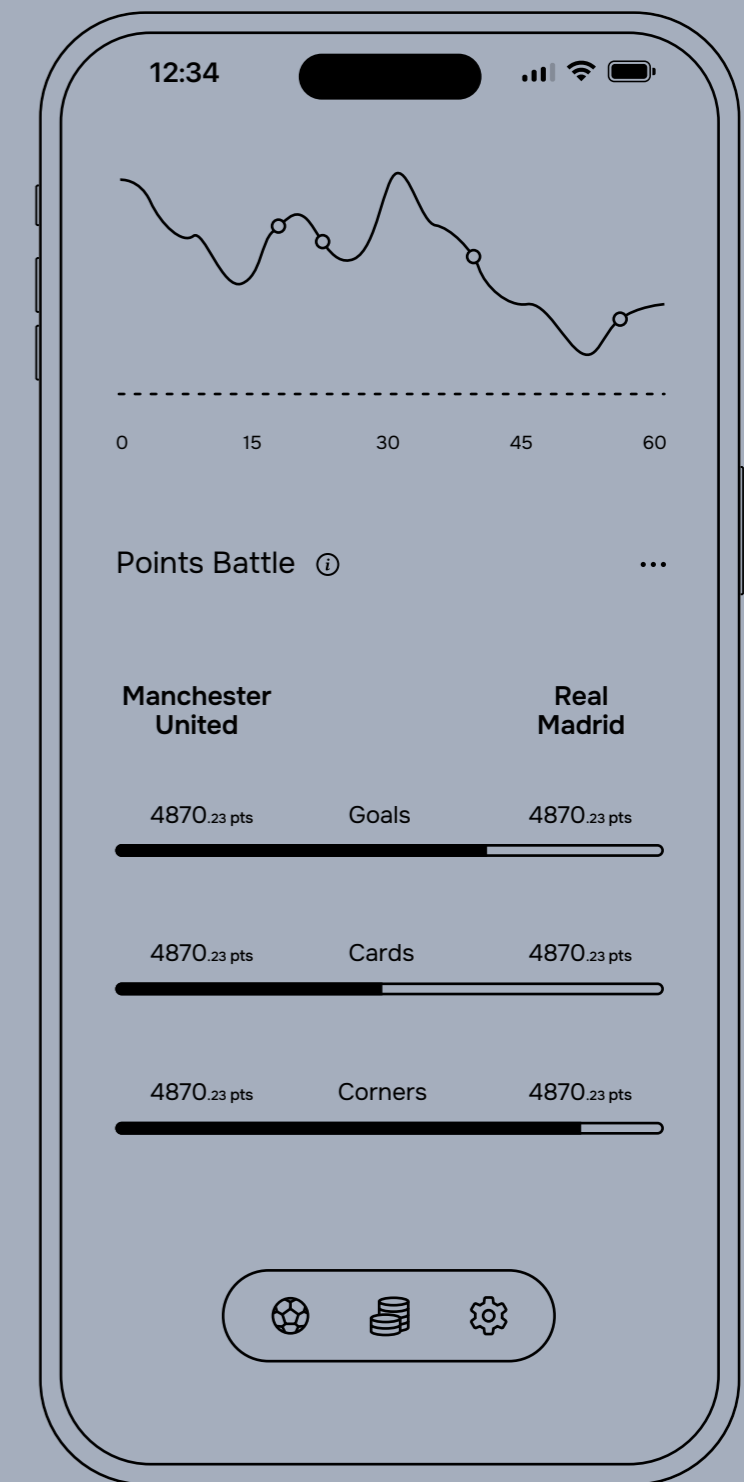 12:34
0 15 30 45 60
Points Battle i
Manchester
United
Real
Madrid
4870.23 pts Goals 4870.23 pts
4870.23 pts Cards 4870.23 pts
4870.23 pts Corners 4870.23 pts